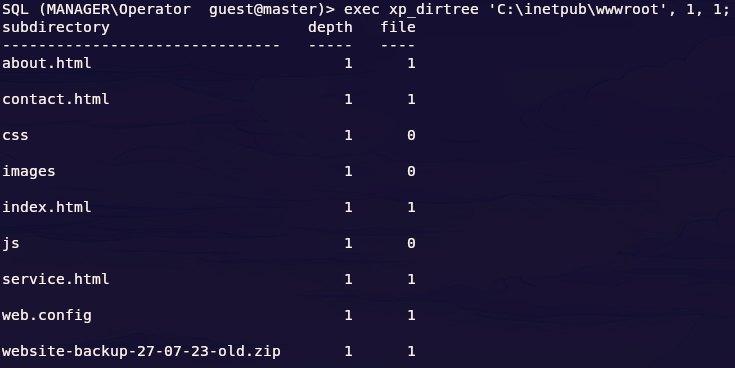 SQL (MANAGER\Operator  guest@master)> exec xp_dirtree 'C:\inetpub\wwwroot', 1, 1;
subdirectory                      depth   file
-------------------------------   -----   ----
about.html                            1      1
contact.html                          1      1
css                                   1      0
images                                1      0
index.html                            1      1
js                                    1      0
service.html                          1      1
web.config                            1      1
website-backup-27-07-23-old.zip       1      1